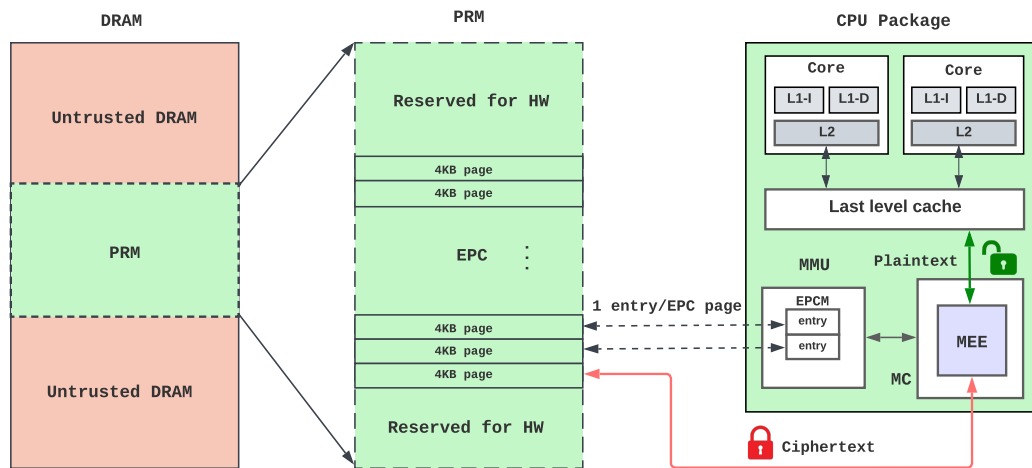 DRAM
PRM
CPU Package
Untrusted DRAM
PRM
Untrusted DRAM
Reserved for HW
4KB page
4KB page
EPC
4KB page
4KB page
4KB page
Reserved for HW
1 entry/EPC page
Core
L1-I
L1-D
L2
Core
L1-I
L1-D
L2
Last level cache
Plaintext
MMU
EPCM
entry
entry
MEE
MC
Ciphertext